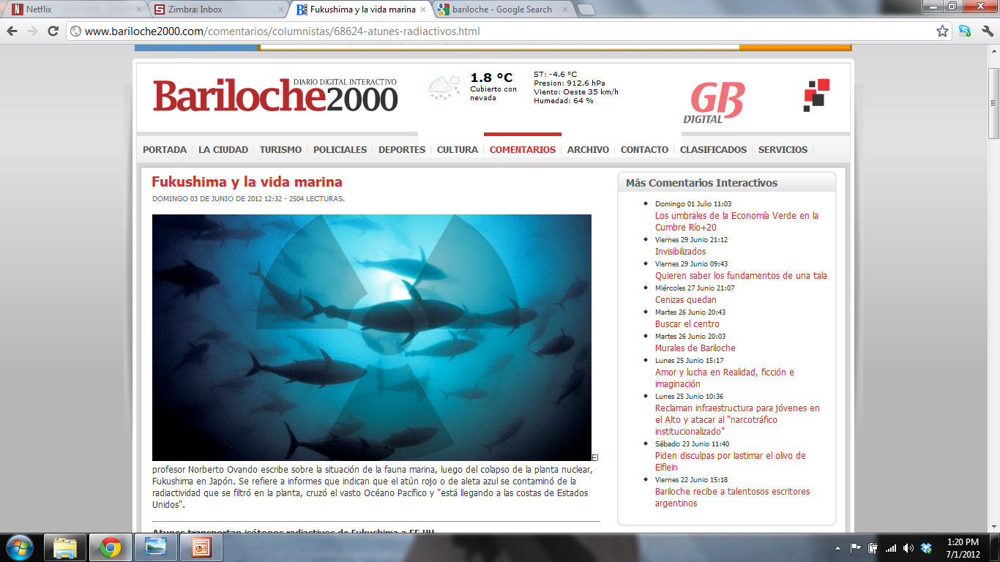 Netflix
Zimbra: Inbox
Fukushima y la vida marina
bariloche - Google Search
www.bariloche2000.com/comentarios/columnistas/68624-atunes-radiactivos.html
DIARIO DIGITAL INTERACTIVO
Bariloche2000
1.8 °C
Cubierto con
nevada
ST: -4.6 °C
Presion: 912.6 hPa
Viento: Oeste 35 km/h
Humedad: 64 %
GB
DIGITAL
PORTADA LA CIUDAD TURISMO POLICIALES DEPORTES CULTURA COMENTARIOS ARCHIVO CONTACTO CLASIFICADOS SERVICIOS
Fukushima y la vida marina
DOMINGO 03 DE JUNIO DE 2012 12:32 - 2504 LECTURAS.
El
profesor Norberto Ovando escribe sobre la situación de la fauna marina, luego del colapso de la planta nuclear,
Fukushima en Japón. Se refiere a informes que indican que el atún rojo o de aleta azul se contaminó de la
radiactividad que se filtró en la planta, cruzó el vasto Océano Pacífico y "está llegando a las costas de Estados
Unidos".
Atunes transportan isótopos radiactivos de Fukushima a EE.UU.
Más Comentarios Interactivos
Domingo 01 Julio 11:03
Los umbrales de la Economía Verde en la
Cumbre Río+20
Viernes 29 Junio 21:12
Invisibilizados
Viernes 29 Junio 09:43
Quieren saber los fundamentos de una tala
Miércoles 27 Junio 21:07
Cenizas quedan
Martes 26 Junio 20:43
Buscar el centro
Martes 26 Junio 20:03
Murales de Bariloche
Lunes 25 Junio 15:17
Amor y lucha en Realidad, ficción e
imaginación
Lunes 25 Junio 10:36
Reclaman infraestructura para jóvenes en
el Alto y atacar al "narcotráfico
institucionalizado"
Sábado 23 Junio 11:40
Piden disculpas por lastimar el olivo de
Elflein
Viernes 22 Junio 15:18
Bariloche recibe a talentosos escritores
argentinos
1:20 PM
7/1/2012